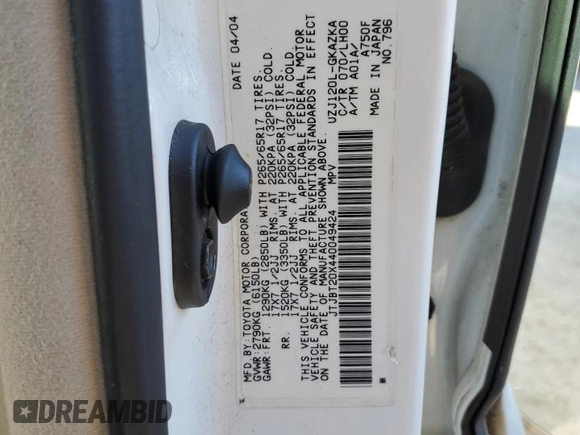 MFD.BY:TOYOTA MOTOR CORPORA DATE 04/04
GVWR:2790KG (6150LB)
GAWR:FRT. 1290KG (2850LB) WITH P265/65R17 TIRES.
17X7 1/2JJ RIMS. AT 220KPA (32PSI) COLD.
RR. 1520KG (3350LB) WITH P265/65R17 TIRES.
17X7 1/2JJ RIMS. AT 220KPA (32PSI) COLD.
THIS VEHICLE CONFORMS TO ALL APPLICABLE FEDERAL MOTOR
VEHICLE SAFETY AND THEFT PREVENTION STANDARDS IN EFFECT
ON THE DATE OF MANUFACTURE SHOWN ABOVE.
JTJBT20X440049424 MPV
UZJ120L-GKAZKA
C/TR 070/LH00
A/TM A01A/ A750F
MADE IN JAPAN
NO.796
DREAMBID